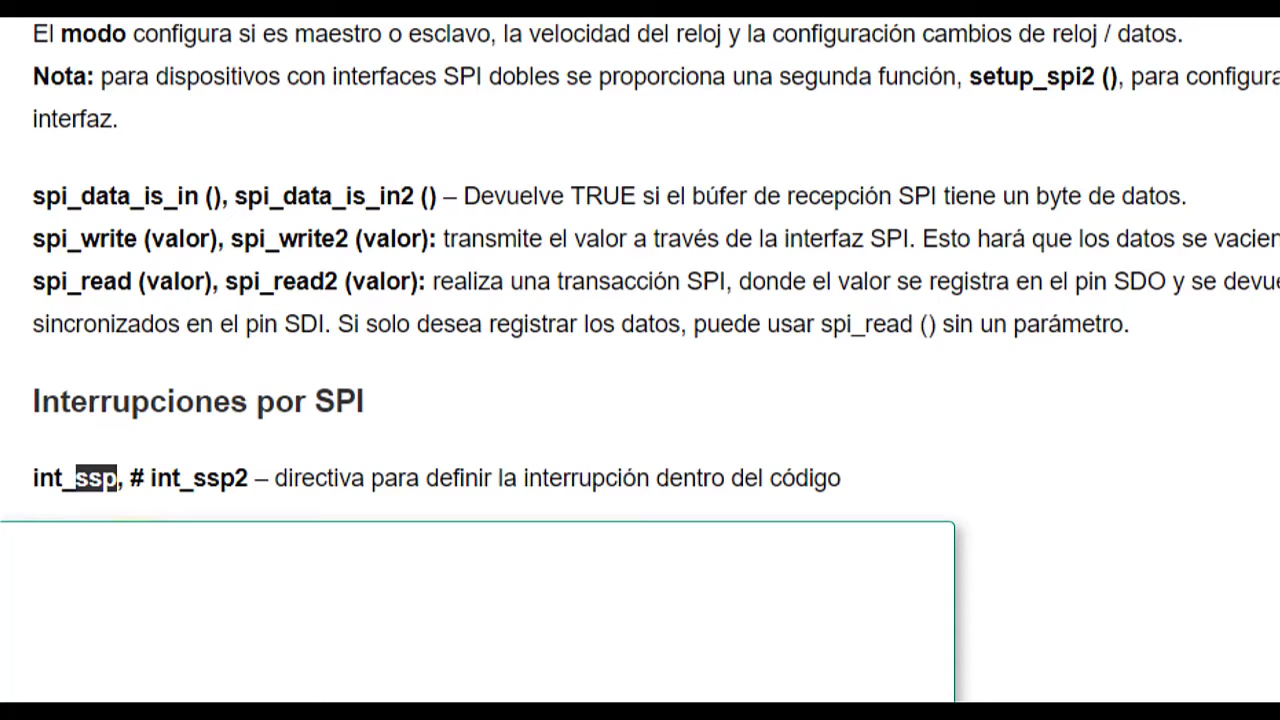 El modo configura si es maestro o esclavo, la velocidad del reloj y la configuración cambios de reloj / datos.
Nota: para dispositivos con interfaces SPI dobles se proporciona una segunda función, setup_spi2 (), para
interfaz.
spi_data_is_in (), spi_data_is_in2 () – Devuelve TRUE si el búfer de recepción SPI tiene un byte de datos.
spi_write (valor), spi_write2 (valor): transmite el valor a través de la interfaz SPI. Esto hará que los datos se
spi_read (valor), spi_read2 (valor): realiza una transacción SPI, donde el valor se registra en el pin SDO y se
sincronizados en el pin SDI. Si solo desea registrar los datos, puede usar spi_read () sin un parámetro.
Interrupciones por SPI
int_ssp, # int_ssp2 – directiva para definir la interrupción dentro del código